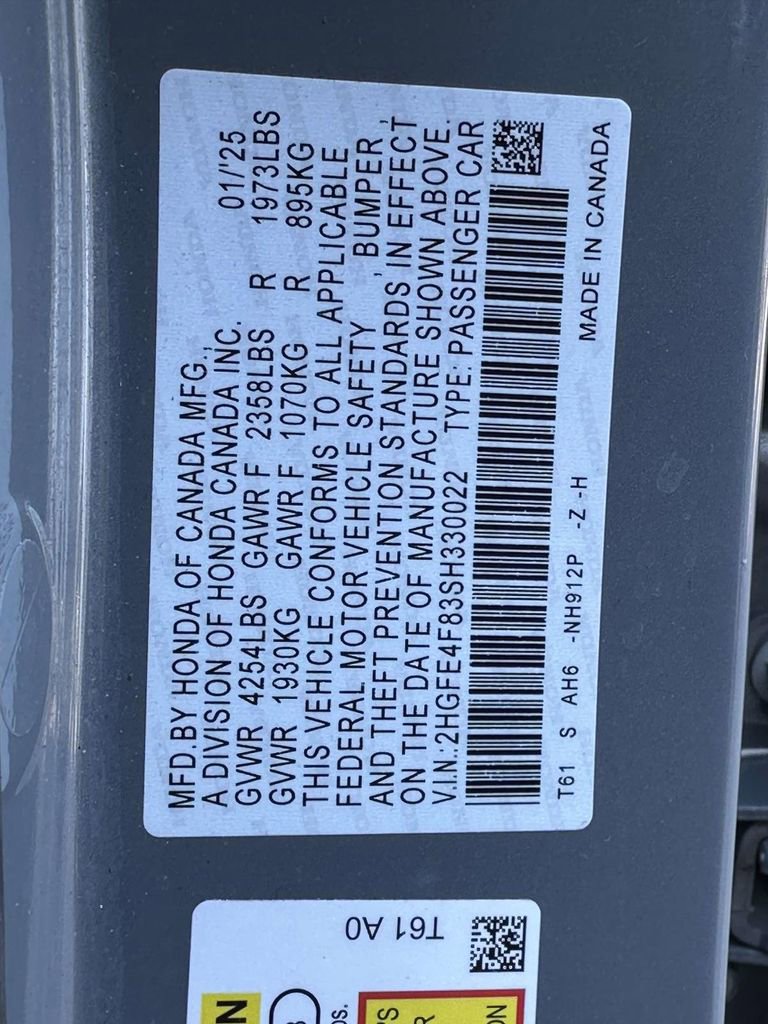 MFD.BY HONDA OF CANADA MFG.,
A DIVISION OF HONDA CANADA INC. 01/'25
GVWR 4254LBS GAWR F 2358LBS R 1973LBS
GVWR 1930KG GAWR F 1070KG R 895KG
THIS VEHICLE CONFORMS TO ALL APPLICABLE
FEDERAL MOTOR VEHICLE SAFETY, BUMPER,
AND THEFT PREVENTION STANDARDS IN EFFECT
ON THE DATE OF MANUFACTURE SHOWN ABOVE.
V.I.N.:2HGFE4F83SH330022 TYPE: PASSENGER CAR
T61 S AH6 -NH912P -Z -H MADE IN CANADA
T61 A0